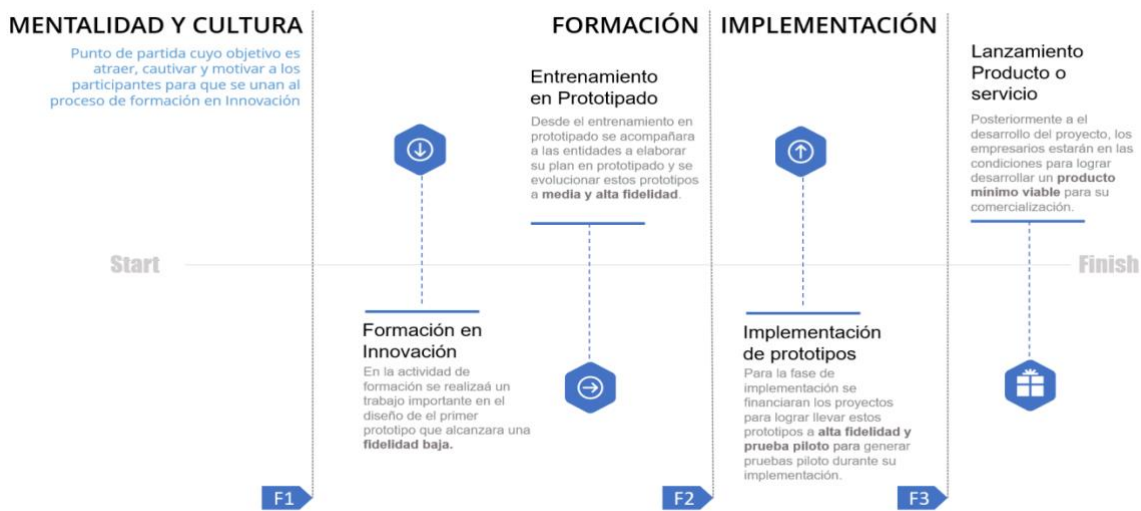 MENTALIDAD Y CULTURA
Punto de partida cuyo objetivo es
atraer, cautivar y motivar a los
participantes para que se unan al
proceso de formación en Innovación
FORMACIÓN
Entrenamiento
en Prototipado
Desde el entrenamiento en
prototipado se acompañara
a las entidades a elaborar
su plan en prototipado y se
evolucionar estos prototipos
a media y alta fidelidad.
IMPLEMENTACIÓN
Lanzamiento
Producto o
servicio
Posteriormente a el
desarrollo del proyecto, los
empresarios estarán en las
condiciones para lograr
desarrollar un producto
mínimo viable para su
comercialización.
Start
Finish
Formación en
Innovación
En la actividad de
formación se realizaá un
trabajo importante en el
diseño de el primer
prototipo que alcanzara una
fidelidad baja.
Implementación
de prototipos
Para la fase de
implementación se
financiaran los proyectos
para lograr llevar estos
prototipos a alta fidelidad y
prueba piloto para generar
pruebas piloto durante su
implementación.
F1
F2
F3